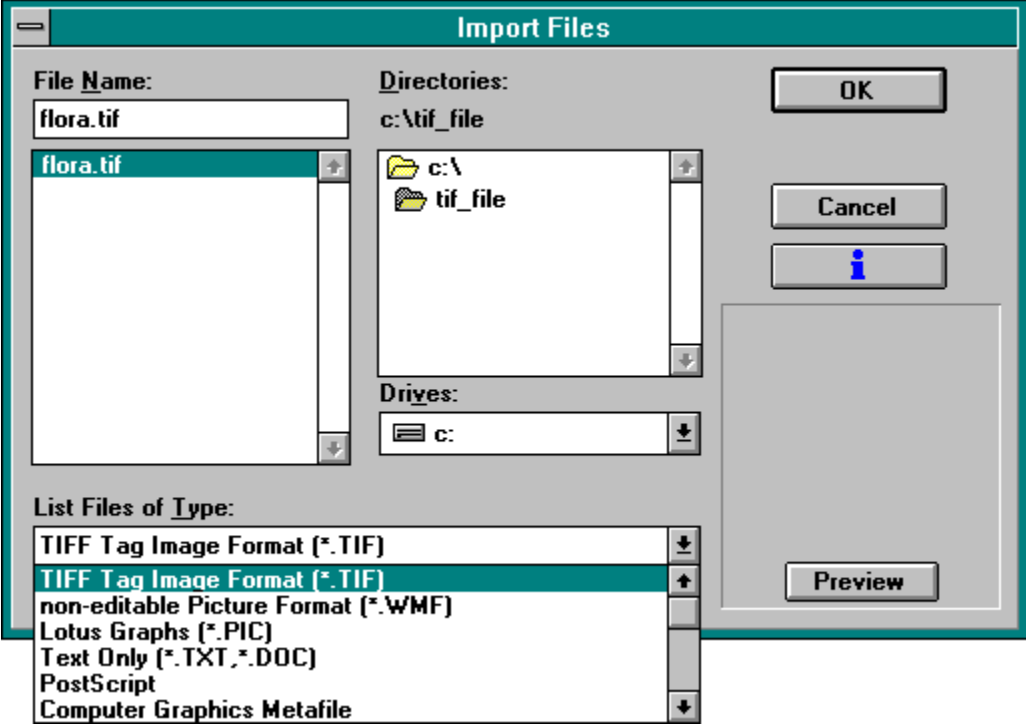 Import Files
File Name:
flora.tif
flora.tif
Directories:
c:\tif_file
c:\
tif_file
Drives:
c:
OK
Cancel
i
Preview
List Files of Type:
TIFF Tag Image Format (*.TIF)
TIFF Tag Image Format (*.TIF)
non-editable Picture Format (*.WMF)
Lotus Graphs (*.PIC)
Text Only (*.TXT,*.DOC)
PostScript
Computer Graphics Metafile